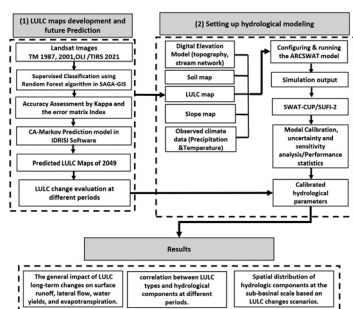 (1) LULC maps development and
future Prediction
Landsat Images
TM 1987, 2001,OLI/ TIRS 2021
Supervised Classification using
Random Forest algorithm in SAGA-GIS
Accuracy Assessment by Kappa and
the error matrix Index
CA-Markov Prediction model in
IDRISI Software
Predicted LULC Maps of 2049
LULC change evaluation at
different periods
(2) Setting up hydrological modeling
Digital Elevation
Model (topography,
stream network)
Soil map
LULC map
Slope map
Observed climate
data (Precipitation
&Temperature)
Configuring & running
the ARCSWAT model
Simulation output
SWAT-CUP/SUFI-2
Model Calibration,
uncertainty and
sensitivity
analysis/Performance
statistics
Calibrated
hydrological
parameters
Results
The general impact of LULC
long-term changes on surface
runoff, lateral flow, water
yields, and evapotranspiration.
correlation between LULC
types and hydrological
components at different
periods.
Spatial distribution of
hydrologic components at the
sub-basinal scale based on
LULC changes scenarios.